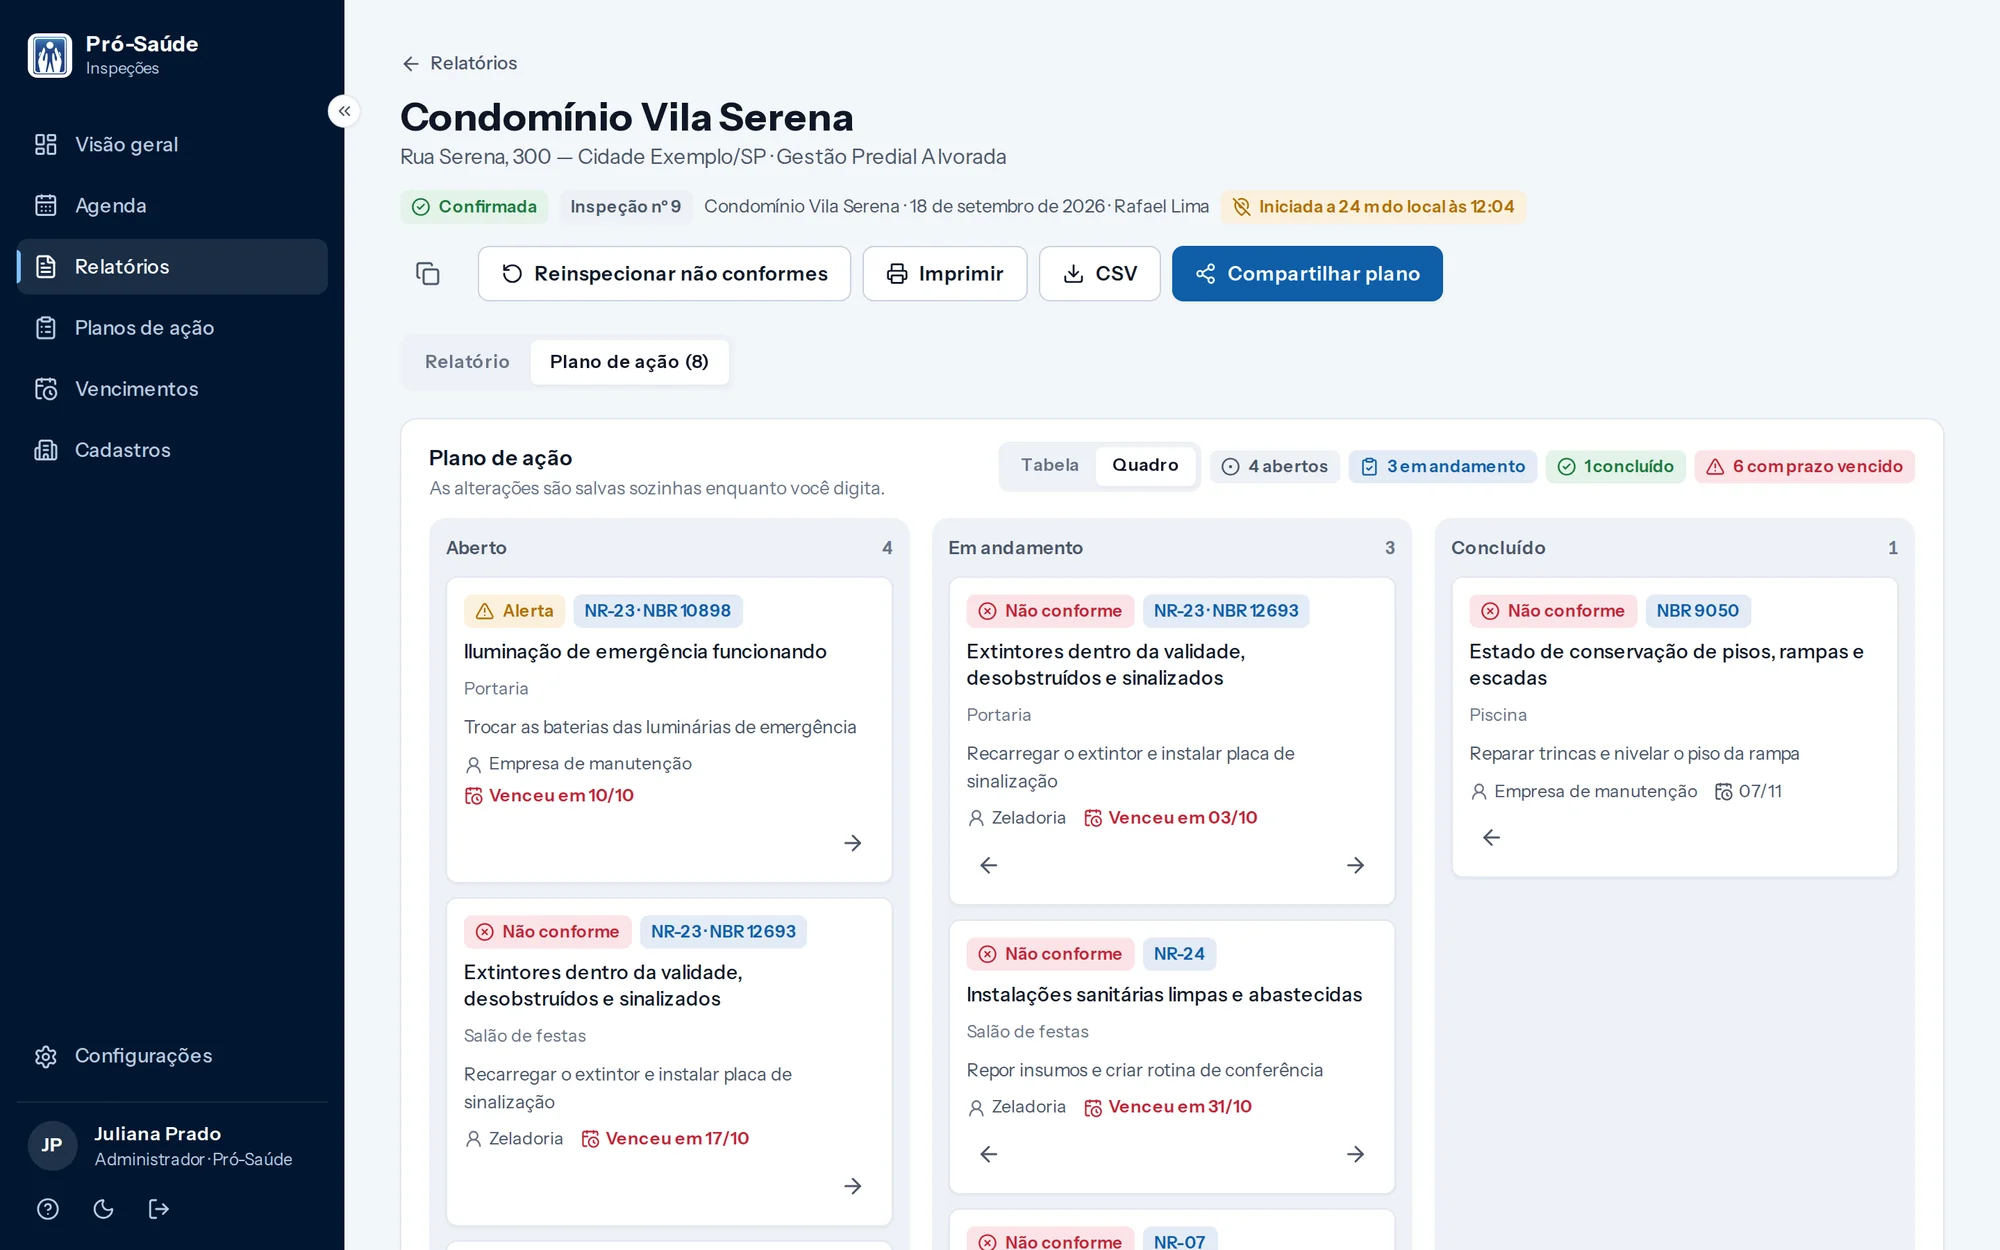 Pró-Saúde
Inspeções
Visão geral
Agenda
Relatórios
Planos de ação
Vencimentos
Cadastros
Configurações
JP
Juliana Prado
Administrador · Pró-Saúde
Relatórios
Condomínio Vila Serena
Rua Serena, 300 — Cidade Exemplo/SP · Gestão Predial Alvorada
Confirmada
Inspeção nº 9
Condomínio Vila Serena · 18 de setembro de 2026 · Rafael Lima
Iniciada a 24 m do local às 12:04
Reinspecionar não conformes
Imprimir
CSV
Compartilhar plano
Relatório
Plano de ação (8)
Plano de ação
As alterações são salvas sozinhas enquanto você digita.
Tabela
Quadro
4 abertos
3 em andamento
1 concluído
6 com prazo vencido
Aberto
4
Alerta
NR-23 · NBR 10898
Iluminação de emergência funcionando
Portaria
Trocar as baterias das luminárias de emergência
Empresa de manutenção
Venceu em 10/10
Não conforme
NR-23 · NBR 12693
Extintores dentro da validade,
desobstruídos e sinalizados
Salão de festas
Recarregar o extintor e instalar placa de
sinalização
Zeladoria
Venceu em 17/10
Em andamento
3
Não conforme
NR-23 · NBR 12693
Extintores dentro da validade,
desobstruídos e sinalizados
Portaria
Recarregar o extintor e instalar placa de
sinalização
Zeladoria
Venceu em 03/10
Não conforme
NR-24
Instalações sanitárias limpas e abastecidas
Salão de festas
Repor insumos e criar rotina de conferência
Zeladoria
Venceu em 31/10
Não conforme
NR-07
Concluído
1
Não conforme
NBR 9050
Estado de conservação de pisos, rampas e
escadas
Piscina
Reparar trincas e nivelar o piso da rampa
Empresa de manutenção
07/11